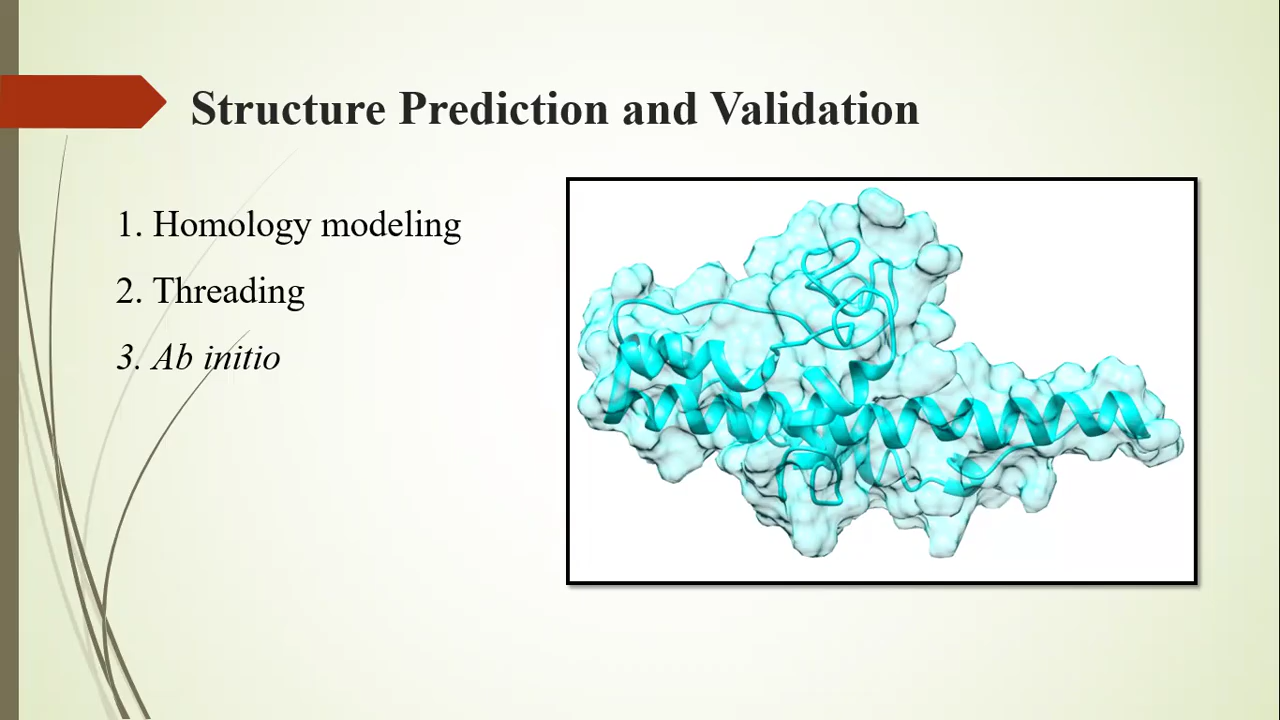 Structure Prediction and Validation
1. Homology modeling
2. Threading
3. Ab initio